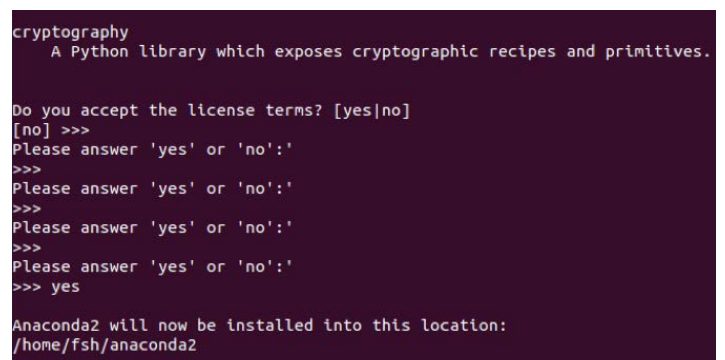 cryptography
A Python library which exposes cryptographic recipes and primitives.
Do you accept the license terms? [yes|no]
[no] >>>
Please answer 'yes' or 'no':'
>>>
Please answer 'yes' or 'no':'
>>>
Please answer 'yes' or 'no':'
>>>
Please answer 'yes' or 'no':'
>>> yes
Anaconda2 will now be installed into this location:
/home/fsh/anaconda2